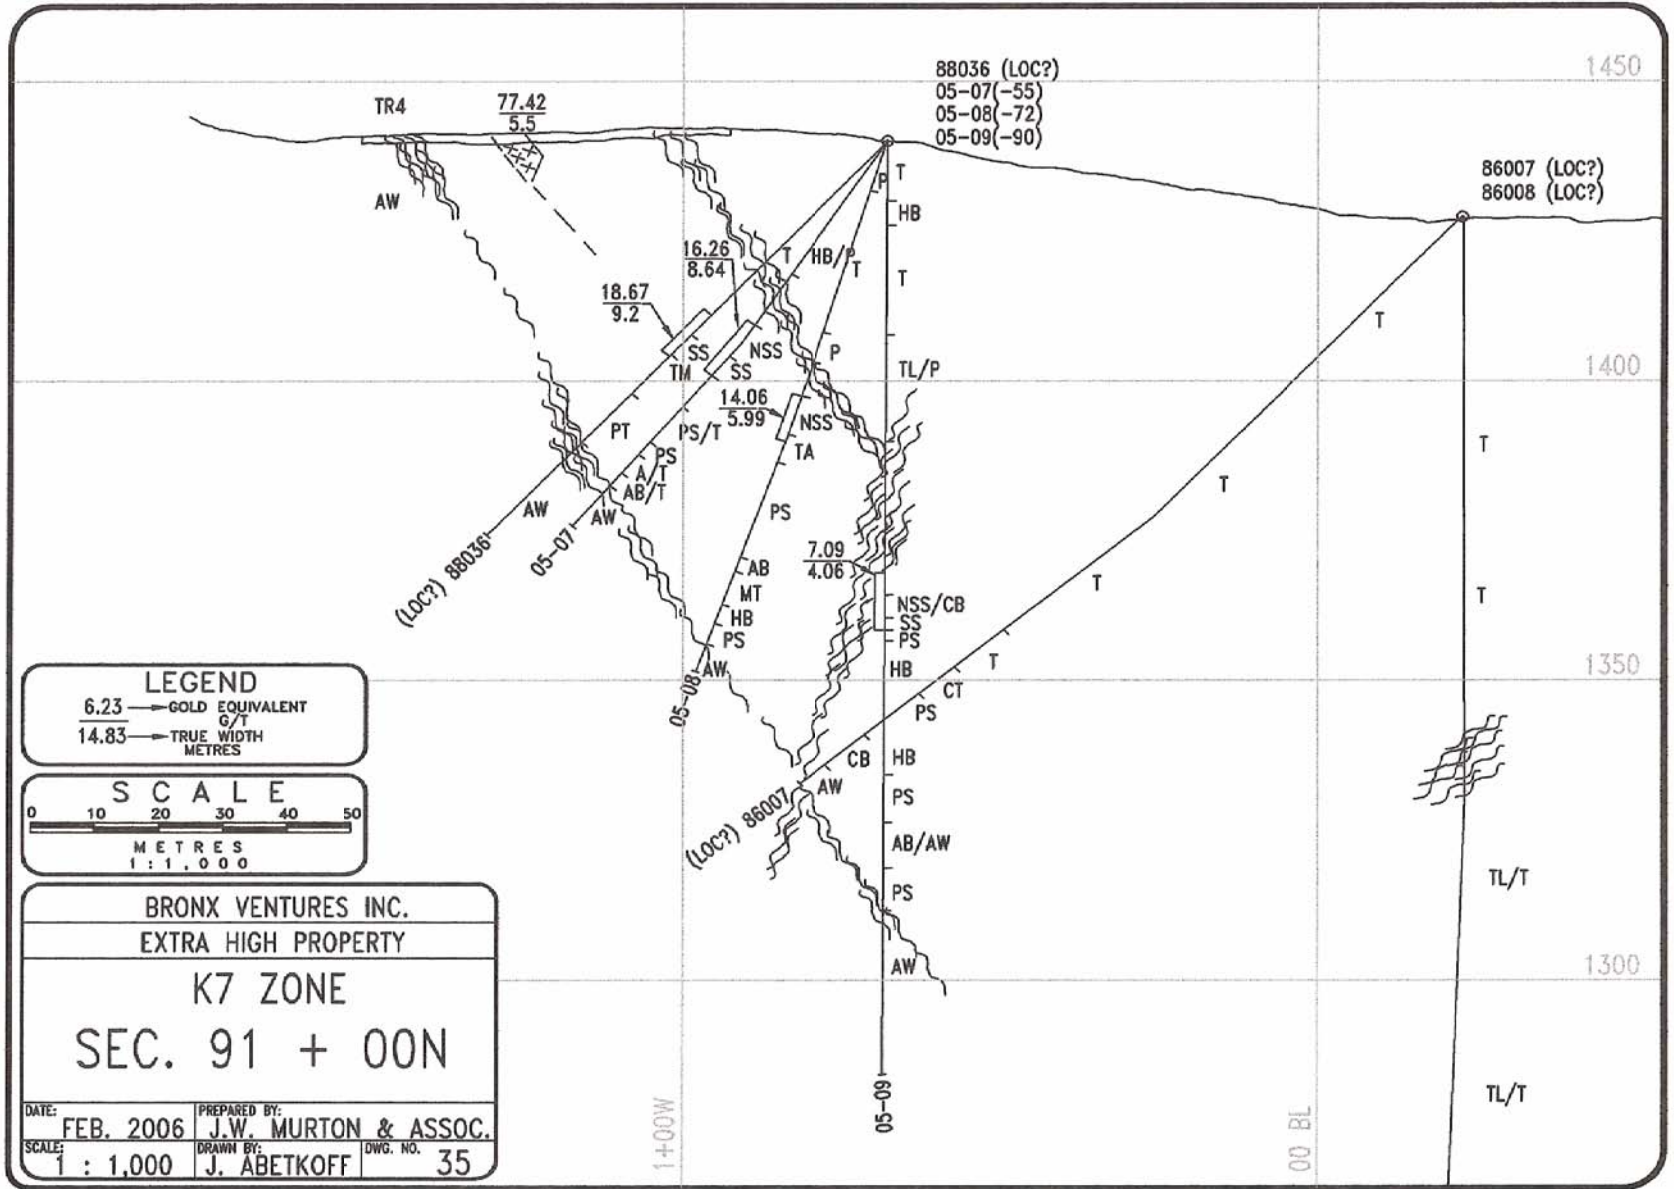 88036 (LOC?)
05-07(-55)
05-08(-72)
05-09(-90)
1450
TR4
77.42
5.5
86007 (LOC?)
86008 (LOC?)
AW
T
P
HB
16.26
8.64
T
HB/P
T
T
18.67
9.2
T
SS
NSS
P
TM
SS
TL/P
1400
14.06
5.99
NSS
PT
PS/T
TA
T
PS
A/T
AB/T
T
AW
AW
PS
(LOC?) 88036
05-07
7.09
4.06
AB
T
MT
NSS/CB
T
HB
SS
PS
PS
AW
HB
T
1350
05-08
CT
PS
CB
HB
AW
PS
(LOC?) 86007
AB/AW
TL/T
PS
AW
1300
05-09
TL/T
1+00W
00 BL
LEGEND
6.23 GOLD EQUIVALENT
G/T
14.83 TRUE WIDTH
METRES
SCALE
0 10 20 30 40 50
METRES
1:1,000
BRONX VENTURES INC.
EXTRA HIGH PROPERTY
K7 ZONE
SEC. 91 + 00N
DATE: FEB. 2006 PREPARED BY: J.W. MURTON & ASSOC.
SCALE: 1 : 1,000 DRAWN BY: J. ABETKOFF DWG. NO. 35